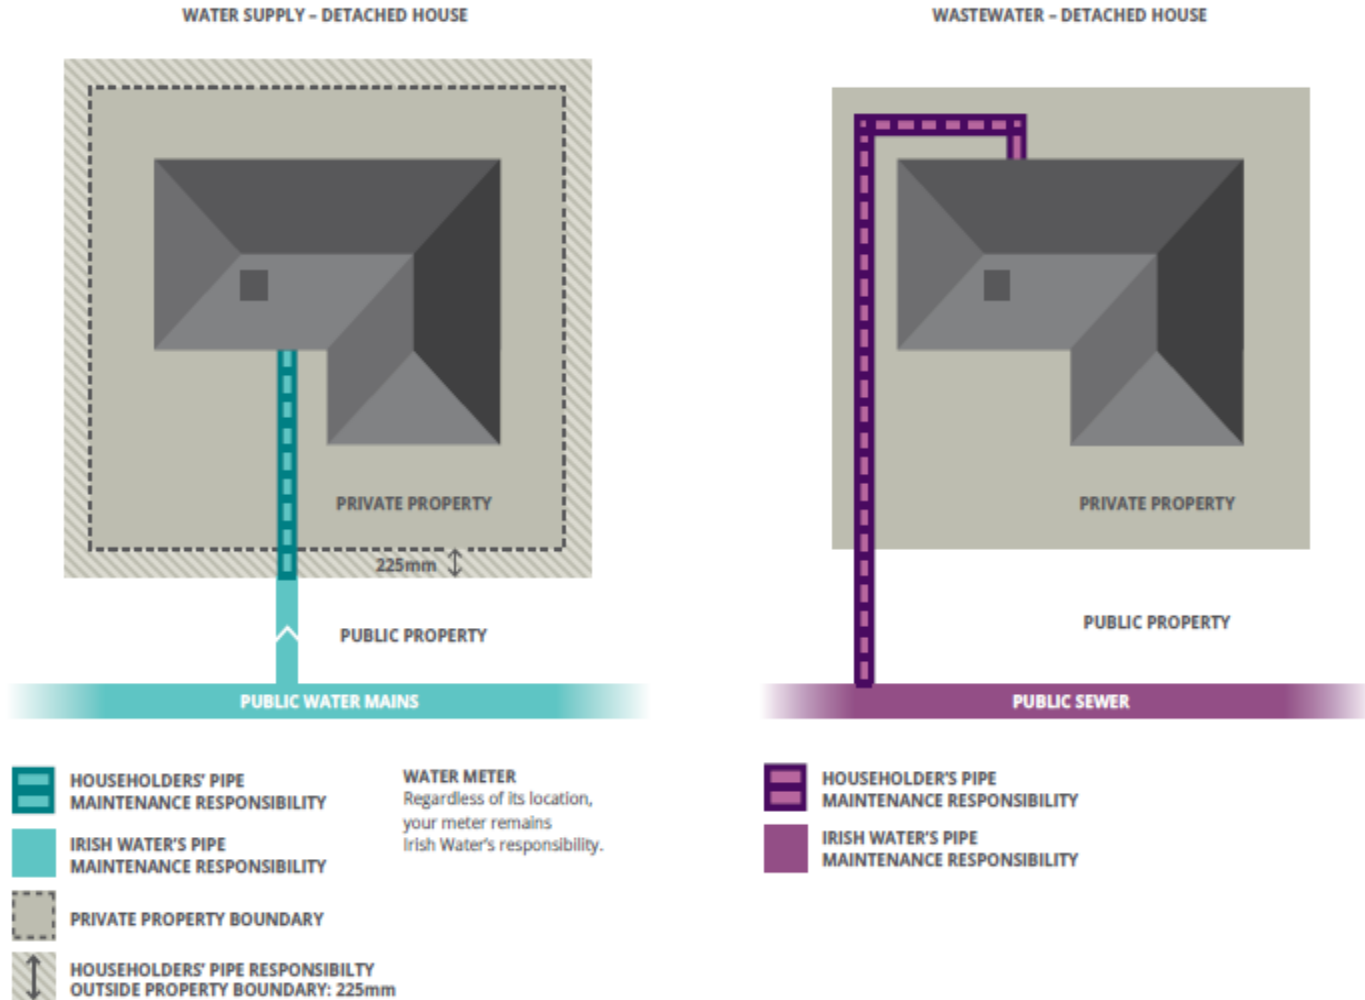 WATER SUPPLY – DETACHED HOUSE
PRIVATE PROPERTY
225mm
PUBLIC PROPERTY
PUBLIC WATER MAINS
HOUSEHOLDERS' PIPE
MAINTENANCE RESPONSIBILITY
IRISH WATER'S PIPE
MAINTENANCE RESPONSIBILITY
PRIVATE PROPERTY BOUNDARY
HOUSEHOLDERS' PIPE RESPONSIBILTY
OUTSIDE PROPERTY BOUNDARY: 225mm
WATER METER
Regardless of its location,
your meter remains
Irish Water's responsibility.
WASTEWATER – DETACHED HOUSE
PRIVATE PROPERTY
PUBLIC PROPERTY
PUBLIC SEWER
HOUSEHOLDER'S PIPE
MAINTENANCE RESPONSIBILITY
IRISH WATER'S PIPE
MAINTENANCE RESPONSIBILITY